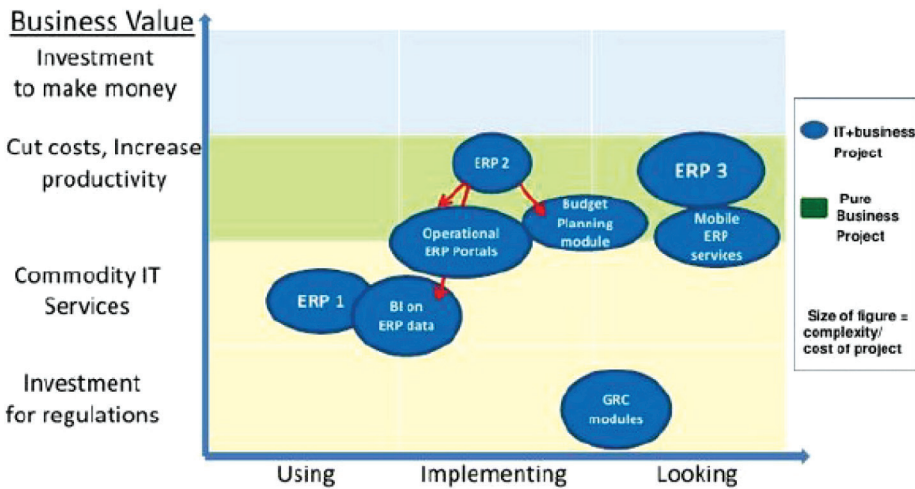 Business Value
Investment
to make money
Cut costs, Increase
productivity
Commodity IT
Services
Investment
for regulations
ERP 2
ERP 3
Operational
ERP Portals
Budget
Planning
module
Mobile
ERP
services
ERP 1
BI on
ERP data
GRC
modules
Using
Implementing
Looking
IT+business
Project
Pure
Business
Project
Size of figure =
complexity/
cost of project